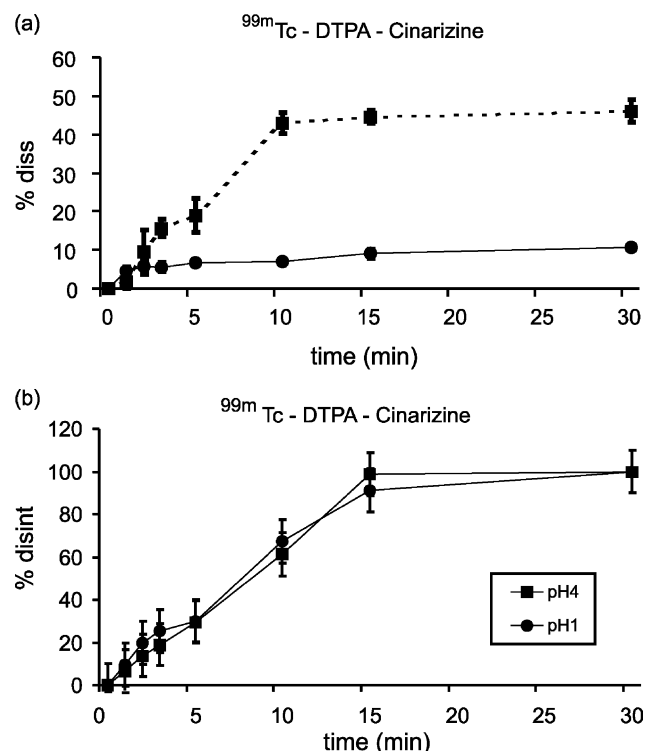 (a)
99m Tc - DTPA - Cinarizine
60
50
40
30
20
10
0
% diss
0 5 10 15 20 25 30
time (min)
(b)
99m Tc - DTPA - Cinarizine
120
100
80
60
40
20
0
% disint
pH4
pH1
0 5 10 15 20 25 30
time (min)